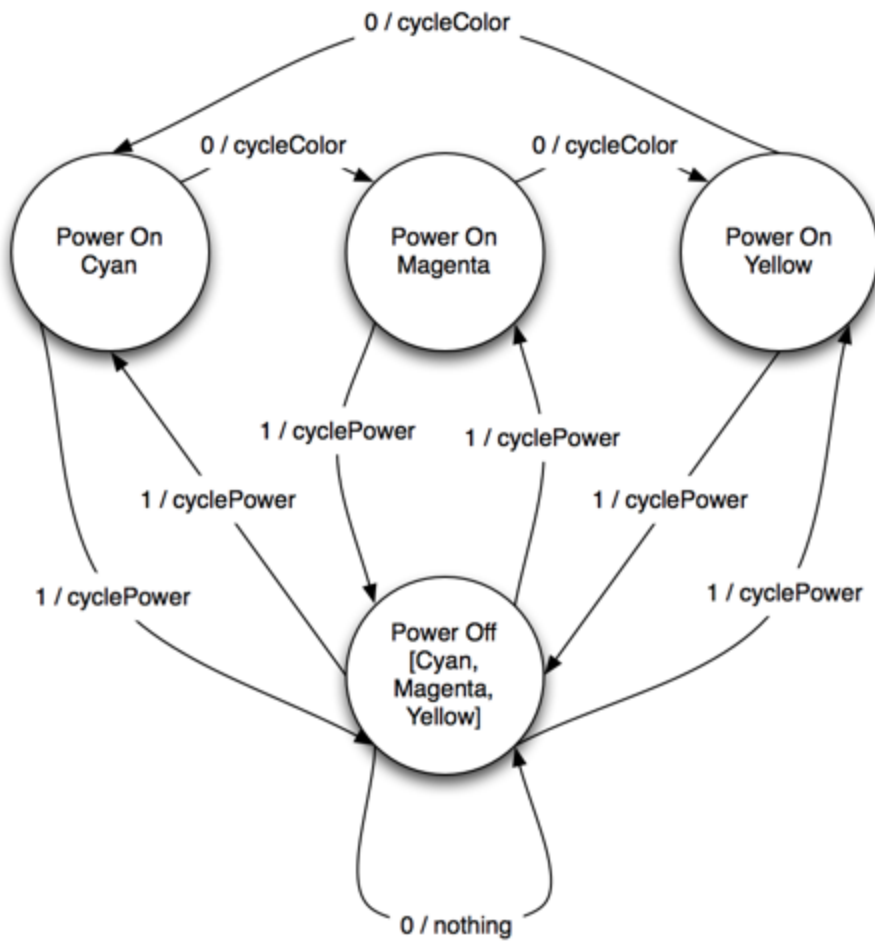 0 / cycleColor
0 / cycleColor
0 / cycleColor
Power On
Cyan
Power On
Magenta
Power On
Yellow
1 / cyclePower
1 / cyclePower
1 / cyclePower
1 / cyclePower
1 / cyclePower
1 / cyclePower
Power Off
[Cyan,
Magenta,
Yellow]
0 / nothing